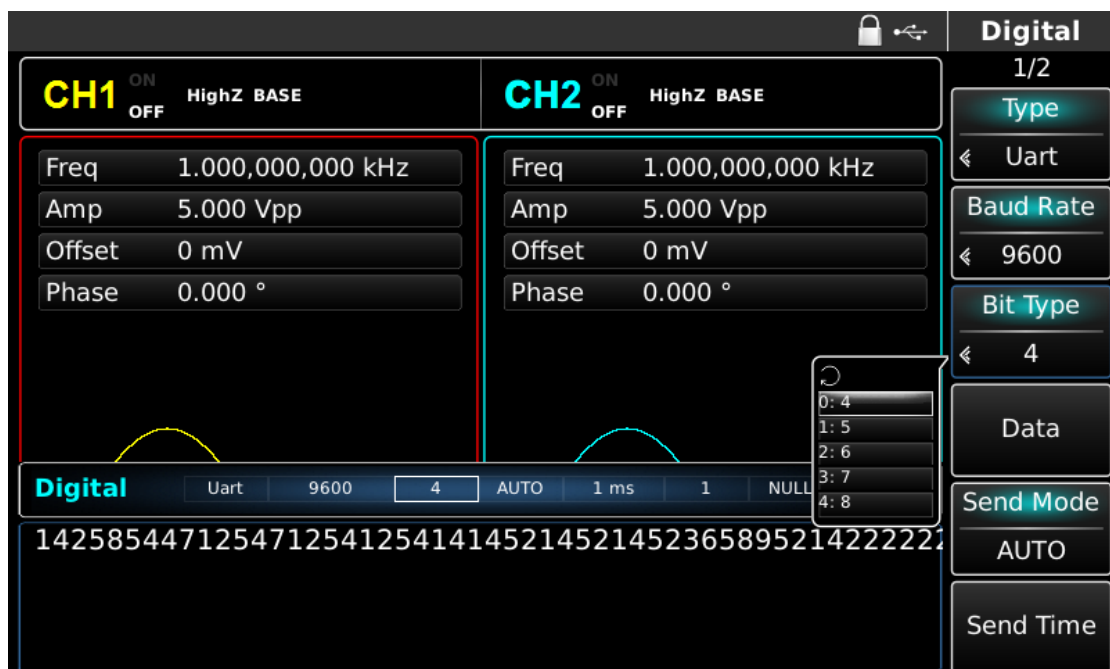 Digital
1/2
CH1 ON OFF HighZ BASE
CH2 ON OFF HighZ BASE
Type
Uart
Freq 1.000,000,000 kHz
Amp 5.000 Vpp
Offset 0 mV
Phase 0.000 °
Freq 1.000,000,000 kHz
Amp 5.000 Vpp
Offset 0 mV
Phase 0.000 °
Baud Rate
9600
Bit Type
4
0: 4
1: 5
2: 6
3: 7
4: 8
Data
Digital Uart 9600 4 AUTO 1 ms 1 NULL
Send Mode
AUTO
14258544712547125412541414521452145236589521422222
Send Time